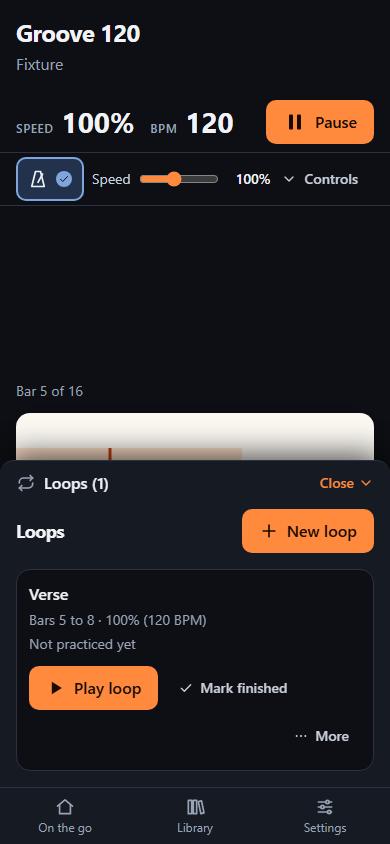 Groove 120
Fixture
SPEED 100% BPM 120 Pause
Speed 100% Controls
Bar 5 of 16
Loops (1) Close
Loops New loop
Verse
Bars 5 to 8 · 100% (120 BPM)
Not practiced yet
Play loop Mark finished
··· More
On the go Library Settings